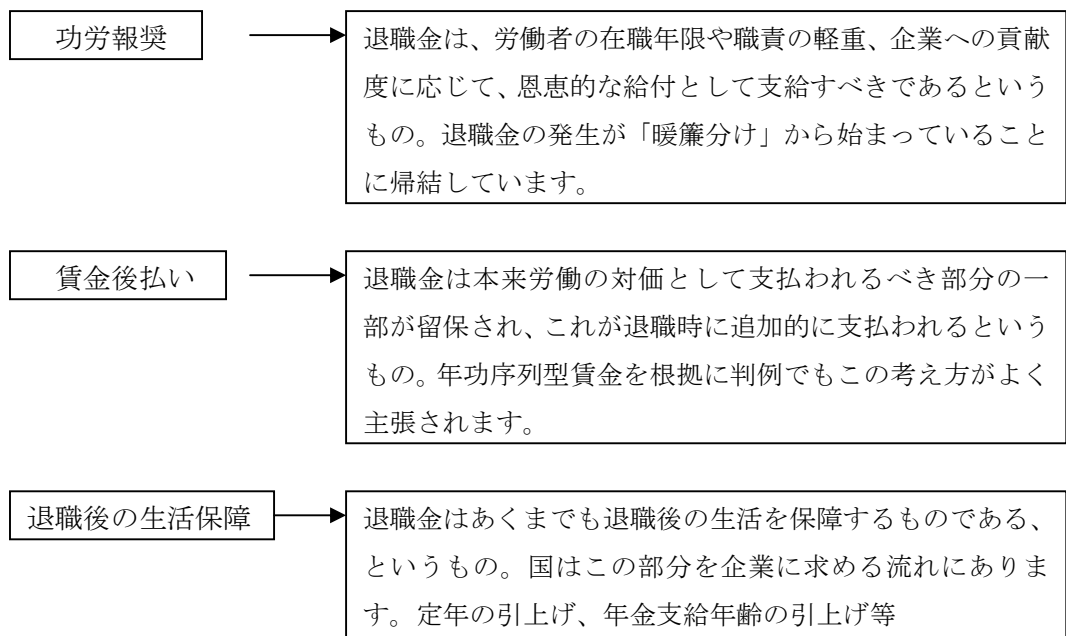 功労報奨
退職金は、労働者の在職年限や職責の軽重、企業への貢献
度に応じて、恩恵的な給付として支給すべきであるという
もの。退職金の発生が「暖簾分け」から始まっていること
に帰結しています。
賃金後払い
退職金は本来労働の対価として支払われるべき部分の一
部が留保され、これが退職時に追加的に支払われるという
もの。年功序列型賃金を根拠に判例でもこの考え方がよく
主張されます。
退職後の生活保障
退職金はあくまでも退職後の生活を保障するものである、
というもの。国はこの部分を企業に求める流れにありま
す。定年の引上げ、年金支給年齢の引上げ等